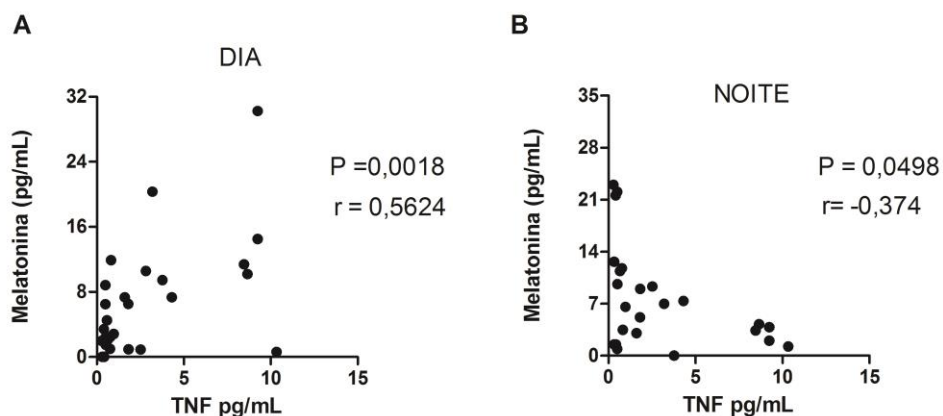 A
DIA
Melatonina (pg/mL)
32
24
16
8
0
P =0,0018
r = 0,5624
0
5
10
15
TNF pg/mL
B
NOITE
Melatonina (pg/mL)
35
28
21
14
7
0
P = 0,0498
r= -0,374
0
5
10
15
TNF pg/mL